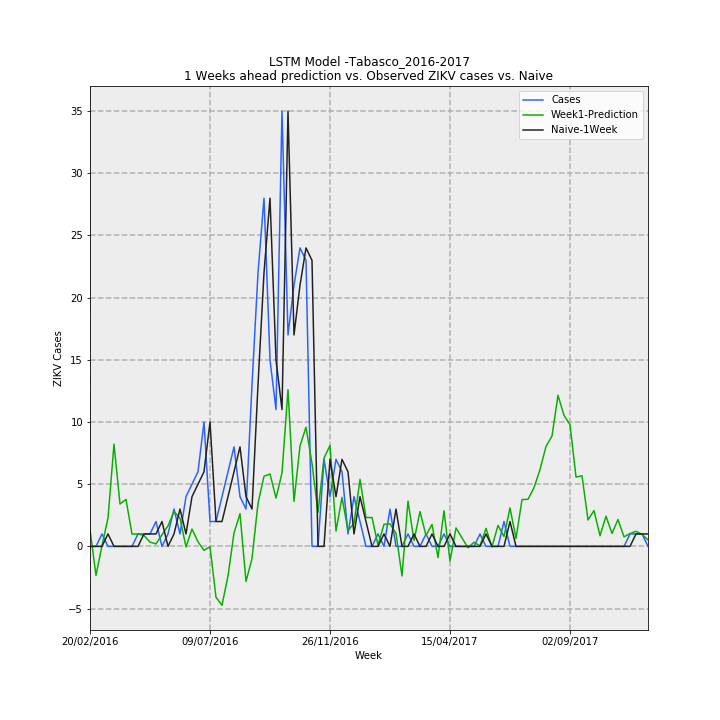 LSTM Model -Tabasco_2016-2017
1 Weeks ahead prediction vs. Observed ZIKV cases vs. Naive
Cases
Week1-Prediction
Naive-1Week
35
30
25
20
15
10
5
0
−5
ZIKV Cases
20/02/2016
09/07/2016
26/11/2016
15/04/2017
02/09/2017
Week